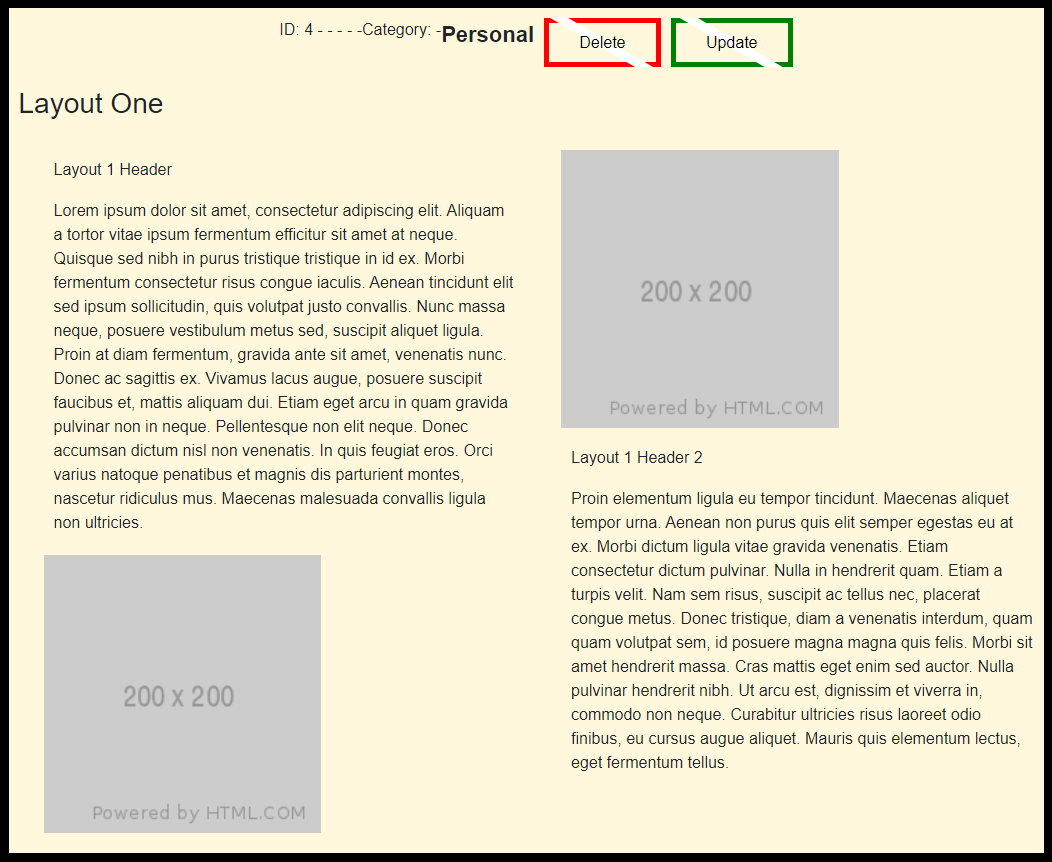 ID: 4 - - - - -Category: -Personal Delete Update
Layout One
Layout 1 Header
Lorem ipsum dolor sit amet, consectetur adipiscing elit. Aliquam
a tortor vitae ipsum fermentum efficitur sit amet at neque.
Quisque sed nibh in purus tristique tristique in id ex. Morbi
fermentum consectetur risus congue iaculis. Aenean tincidunt elit
sed ipsum sollicitudin, quis volutpat justo convallis. Nunc massa
neque, posuere vestibulum metus sed, suscipit aliquet ligula.
Proin at diam fermentum, gravida ante sit amet, venenatis nunc.
Donec ac sagittis ex. Vivamus lacus augue, posuere suscipit
faucibus et, mattis aliquam dui. Etiam eget arcu in quam gravida
pulvinar non in neque. Pellentesque non elit neque. Donec
accumsan dictum nisl non venenatis. In quis feugiat eros. Orci
varius natoque penatibus et magnis dis parturient montes,
nascetur ridiculus mus. Maecenas malesuada convallis ligula
non ultricies.
200 x 200
Powered by HTML.COM
200 x 200
Powered by HTML.COM
Layout 1 Header 2
Proin elementum ligula eu tempor tincidunt. Maecenas aliquet
tempor urna. Aenean non purus quis elit semper egestas eu at
ex. Morbi dictum ligula vitae gravida venenatis. Etiam
consectetur dictum pulvinar. Nulla in hendrerit quam. Etiam a
turpis velit. Nam sem risus, suscipit ac tellus nec, placerat
congue metus. Donec tristique, diam a venenatis interdum, quam
quam volutpat sem, id posuere magna magna quis felis. Morbi sit
amet hendrerit massa. Cras mattis eget enim sed auctor. Nulla
pulvinar hendrerit nibh. Ut arcu est, dignissim et viverra in,
commodo non neque. Curabitur ultricies risus laoreet odio
finibus, eu cursus augue aliquet. Mauris quis elementum lectus,
eget fermentum tellus.